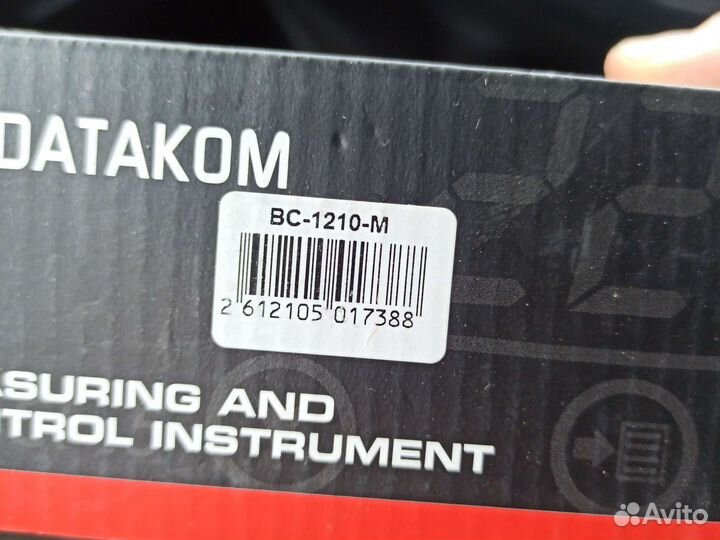 DATAKOM
BC-1210-M
2 612105 017388
ASURING AND
TROL INSTRUMENT
Avito